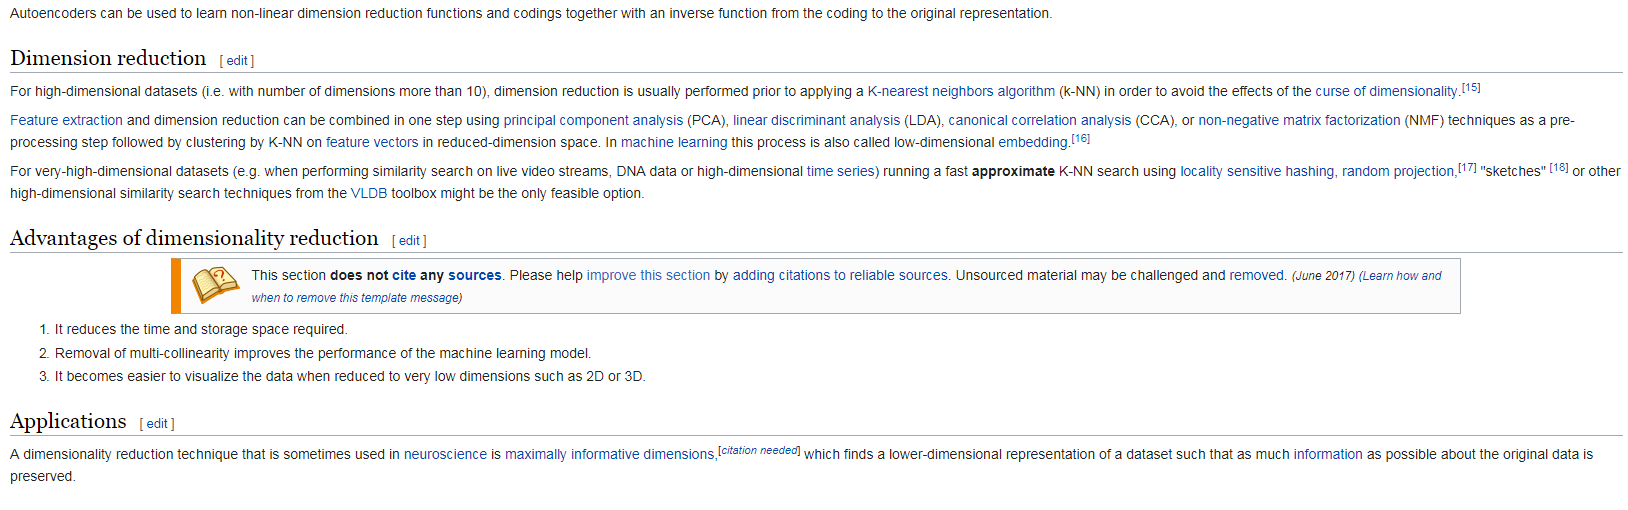 Autoencoders can be used to learn non-linear dimension reduction functions and codings together with an inverse function from the coding to the original representation.
Dimension reduction [ edit ]
For high-dimensional datasets (i.e. with number of dimensions more than 10), dimension reduction is usually performed prior to applying a K-nearest neighbors algorithm (k-NN) in order to avoid the effects of the curse of dimensionality.[15]
Feature extraction and dimension reduction can be combined in one step using principal component analysis (PCA), linear discriminant analysis (LDA), canonical correlation analysis (CCA), or non-negative matrix factorization (NMF) techniques as a pre-
processing step followed by clustering by K-NN on feature vectors in reduced-dimension space. In machine learning this process is also called low-dimensional embedding.[16]
For very-high-dimensional datasets (e.g. when performing similarity search on live video streams, DNA data or high-dimensional time series) running a fast approximate K-NN search using locality sensitive hashing, random projection,[17] "sketches" [18] or other
high-dimensional similarity search techniques from the VLDB toolbox might be the only feasible option.
Advantages of dimensionality reduction [ edit ]
This section does not cite any sources. Please help improve this section by adding citations to reliable sources. Unsourced material may be challenged and removed. (June 2017) (Learn how and
when to remove this template message)
1. It reduces the time and storage space required.
2. Removal of multi-collinearity improves the performance of the machine learning model.
3. It becomes easier to visualize the data when reduced to very low dimensions such as 2D or 3D.
Applications [ edit ]
A dimensionality reduction technique that is sometimes used in neuroscience is maximally informative dimensions,[citation needed] which finds a lower-dimensional representation of a dataset such that as much information as possible about the original data is
preserved.